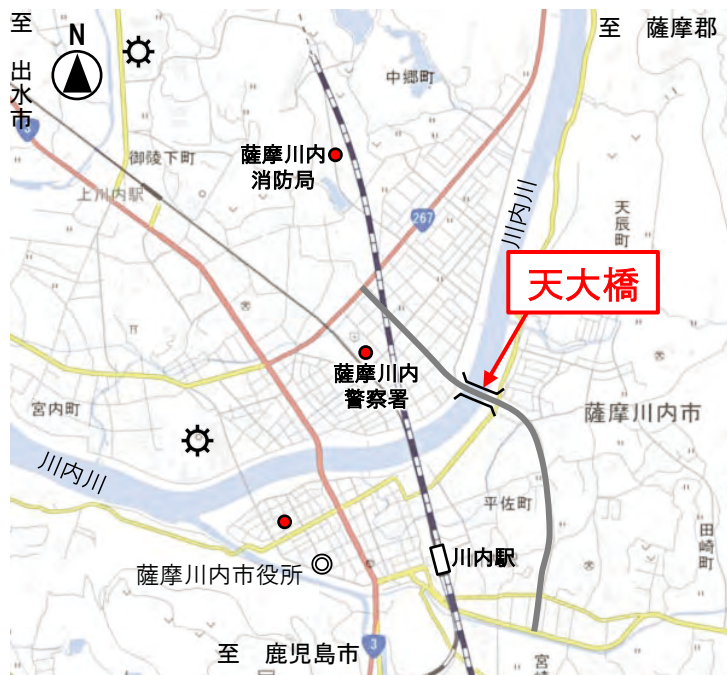 至 出水市
N
至 薩摩郡
中郷町
3
御陵下町
薩摩川内
消防局
上川内駅
267
川内川
天辰町
天大橋
薩摩川内
警察署
宮内町
薩摩川内市
川内川
平佐町
田崎町
川内駅
薩摩川内市役所
3
至 鹿児島市
宮崎